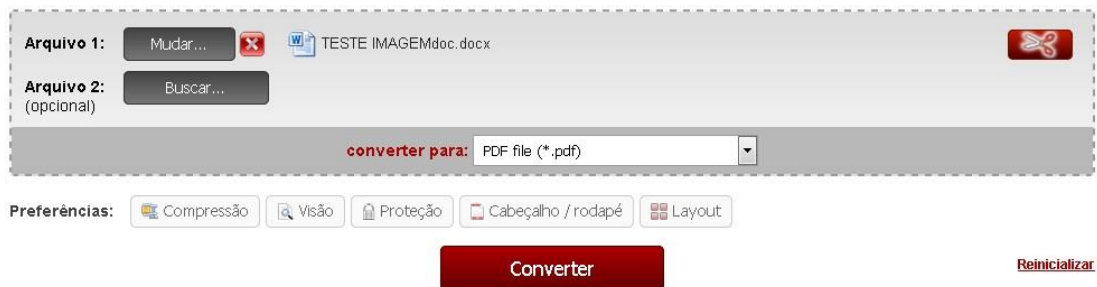 Arquivo 1: Mudar... TESTE IMAGEMdoc.docx
Arquivo 2: Buscar...
(opcional)
converter para: PDF file (*.pdf)
Preferências: Compressão Visão Proteção Cabeçalho / rodapé Layout
Converter Reinicializar